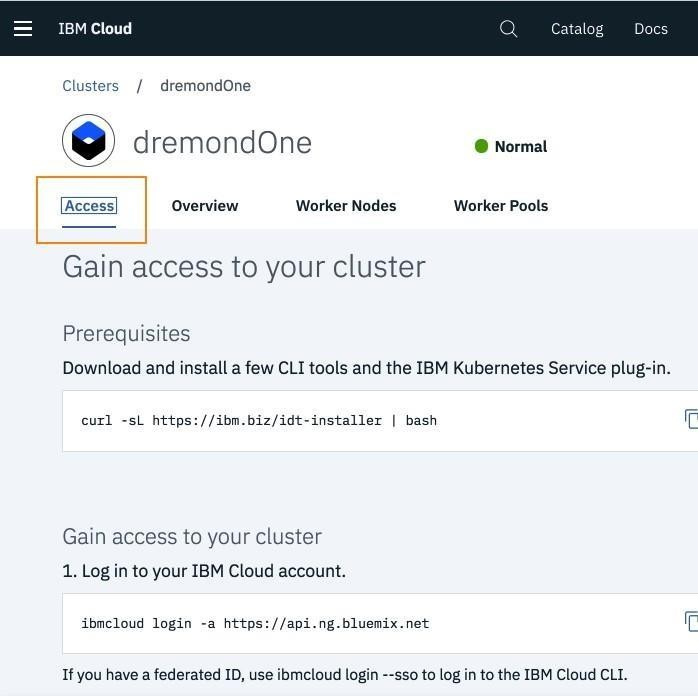 IBM Cloud Catalog Docs
Clusters / dremondOne
dremondOne Normal
Access Overview Worker Nodes Worker Pools
Gain access to your cluster
Prerequisites
Download and install a few CLI tools and the IBM Kubernetes Service plug-in.
curl -sL https://ibm.biz/idt-installer | bash
Gain access to your cluster
1. Log in to your IBM Cloud account.
ibmcloud login -a https://api.ng.bluemix.net
If you have a federated ID, use ibmcloud login --sso to log in to the IBM Cloud CLI.